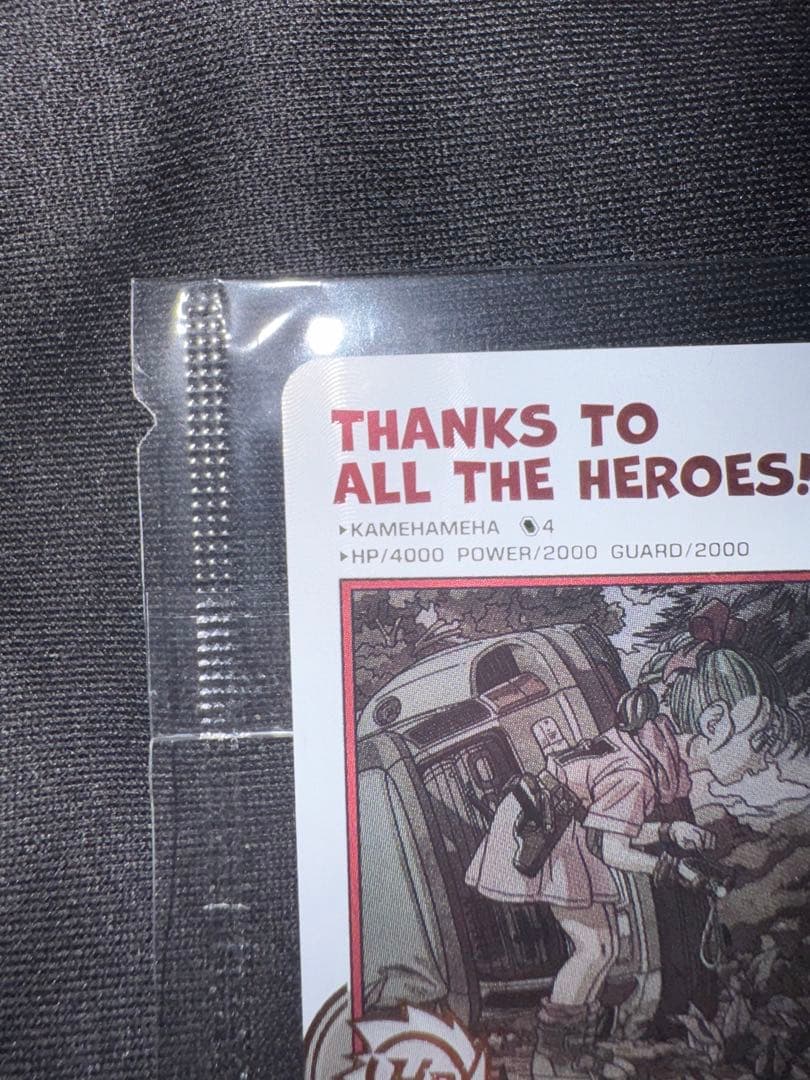 THANKS TO
ALL THE HEROES!
▸KAMEHAMEHA 4
▸HP/4000 POWER/2000 GUARD/2000